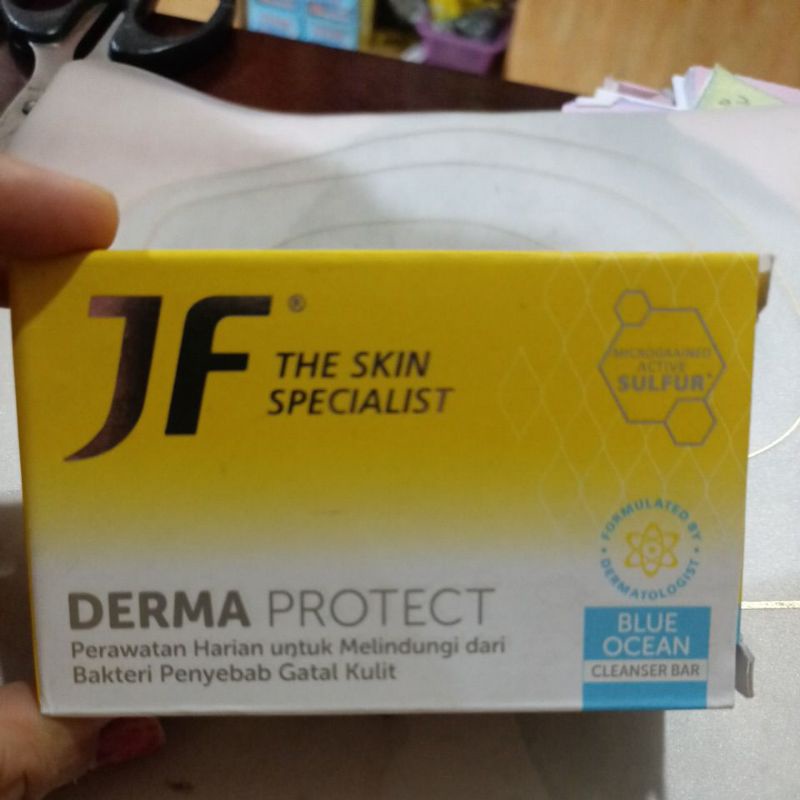 JF®
THE SKIN
SPECIALIST
MICROGRAINED
ACTIVE
SULFUR+
FORMULATED BY
DERMATOLOGIST
DERMA PROTECT
Perawatan Harian untuk Melindungi dari
Bakteri Penyebab Gatal Kulit
BLUE
OCEAN
CLEANSER BAR